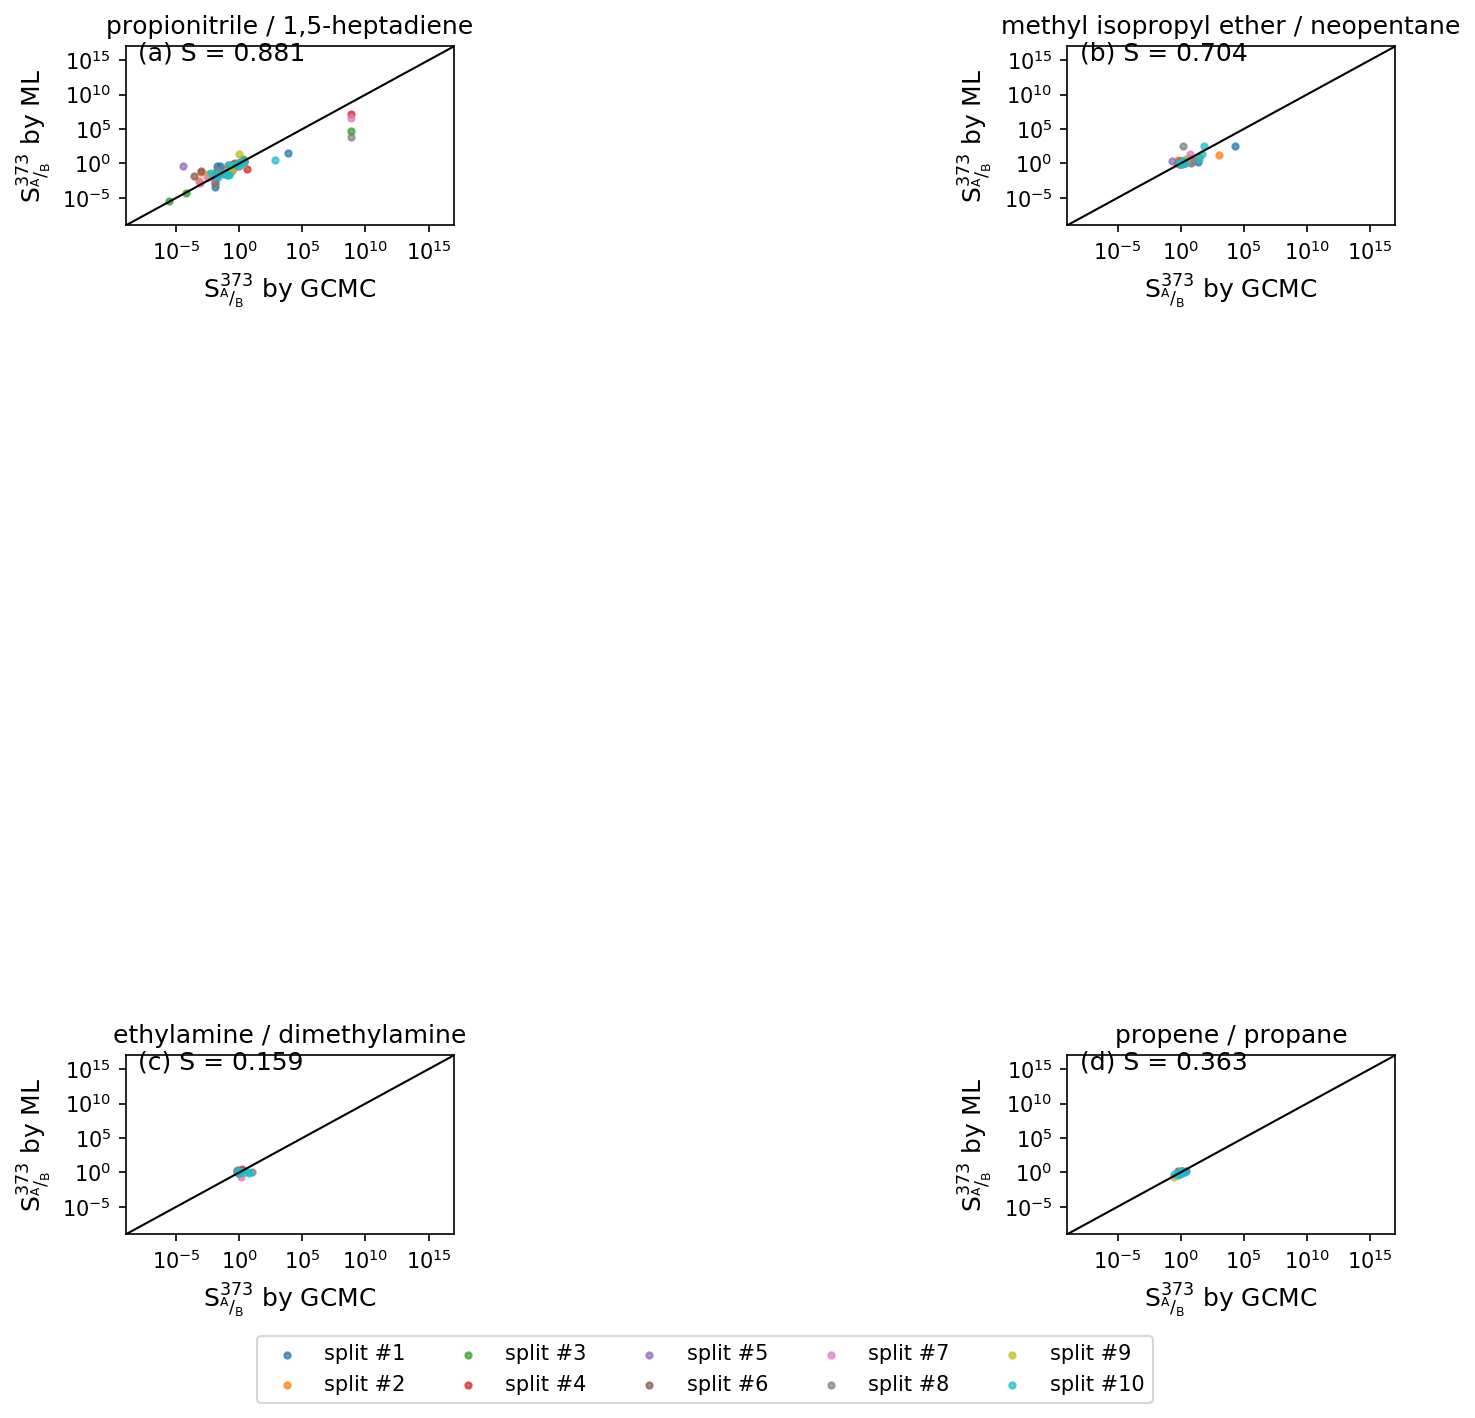 propionitrile / 1,5-heptadiene
(a) S = 0.881
10^15
10^10
10^5
10^0
10^-5
S^373_A/B by ML
10^-5 10^0 10^5 10^10 10^15
S^373_A/B by GCMC
methyl isopropyl ether / neopentane
(b) S = 0.704
10^15
10^10
10^5
10^0
10^-5
S^373_A/B by ML
10^-5 10^0 10^5 10^10 10^15
S^373_A/B by GCMC
ethylamine / dimethylamine
(c) S = 0.159
10^15
10^10
10^5
10^0
10^-5
S^373_A/B by ML
10^-5 10^0 10^5 10^10 10^15
S^373_A/B by GCMC
propene / propane
(d) S = 0.363
10^15
10^10
10^5
10^0
10^-5
S^373_A/B by ML
10^-5 10^0 10^5 10^10 10^15
S^373_A/B by GCMC
split #1 split #3 split #5 split #7 split #9
split #2 split #4 split #6 split #8 split #10